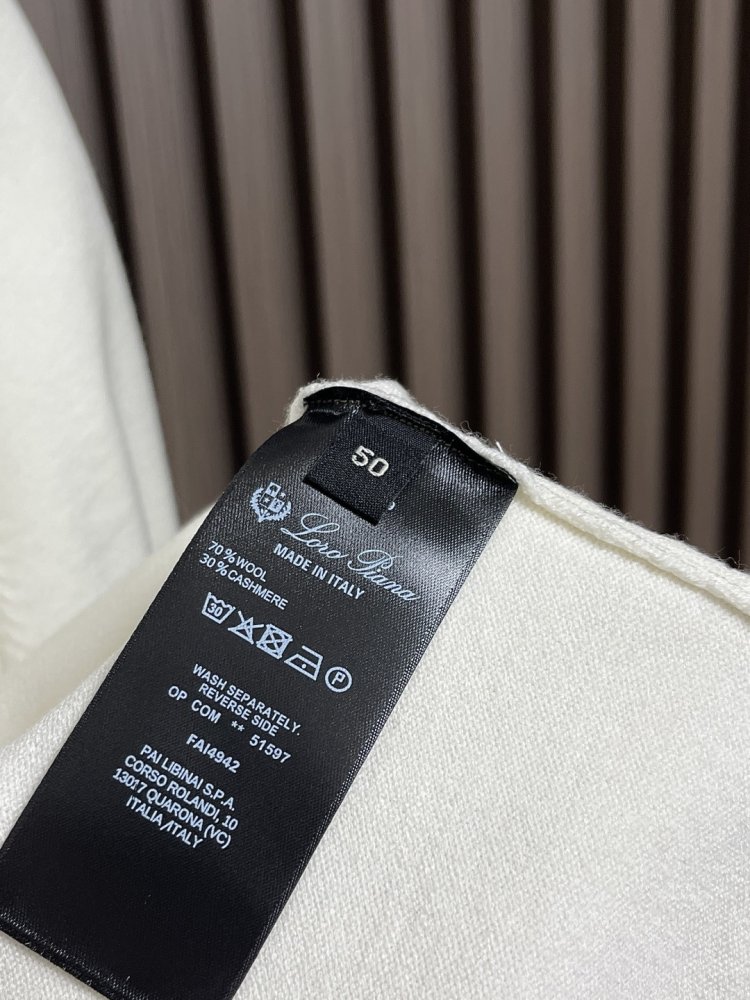 50
Loro Piana
MADE IN ITALY
70%WOOL
30%CASHMERE
30
P
WASH SEPARATELY.
REVERSE SIDE
OP COM ** 51597
FAI4942
PAI LIBINAI S.P.A.
CORSO ROLANDI, 10
13017 QUARONA (VC)
ITALIA/ITALY